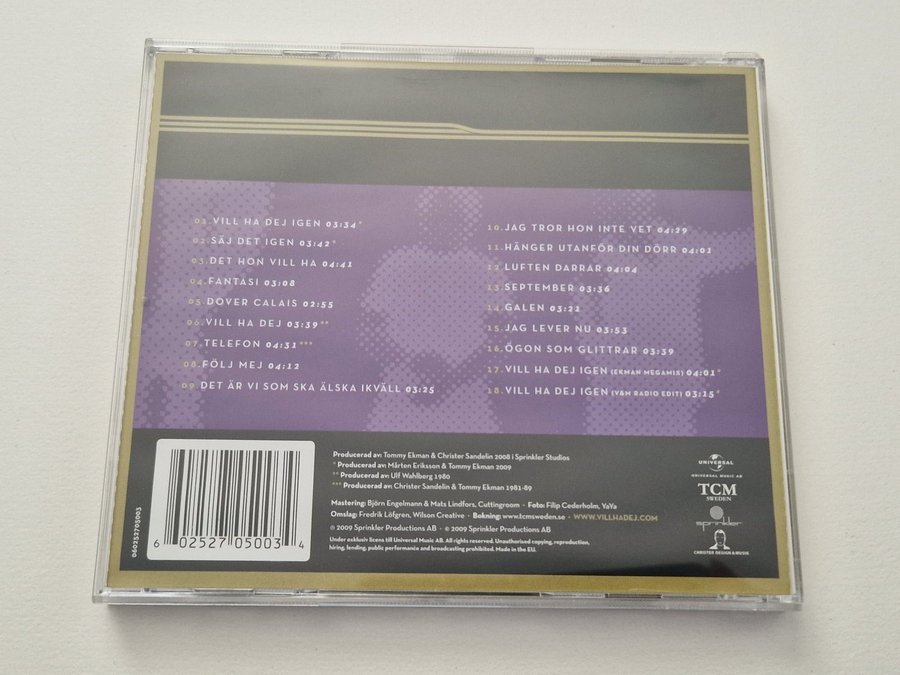 01. VILL HA DEJ IGEN 03:34*
02. SÄJ DET IGEN 03:42*
03. DET HON VILL HA 04:41
04. FANTASI 03:08
05. DOVER CALAIS 02:55
06. VILL HA DEJ 03:39**
07. TELEFON 04:31***
08. FÖLJ MEJ 04:12
09. DET ÄR VI SOM SKA ÄLSKA IKVÄLL 03:25
10. JAG TROR HON INTE VET 04:29
11. HÄNGER UTANFÖR DIN DÖRR 04:01
12. LUFTEN DARRAR 04:04
13. SEPTEMBER 03:36
14. GALEN 03:21
15. JAG LEVER NU 03:53
16. ÖGON SOM GLITTRAR 03:39
17. VILL HA DEJ IGEN (EKMAN MEGAMIX) 04:01*
18. VILL HA DEJ IGEN (V&M RADIO EDIT) 03:15*
0602527050003
6 02527 05003 4
Producerad av: Tommy Ekman & Christer Sandelin 2008 i Sprinkler Studios
* Producerad av: Mårten Eriksson & Tommy Ekman 2009
** Producerad av: Ulf Wahlberg 1980
*** Producerad av: Christer Sandelin & Tommy Ekman 1981-89
Mastering: Björn Engelmann & Mats Lindfors, Cuttingroom · Foto: Filip Cederholm, YaYa
Omslag: Fredrik Löfgren, Wilson Creative · Bokning: www.tcmsweden.se · WWW.VILLHADEJ.COM
℗ 2009 Sprinkler Productions AB · © 2009 Sprinkler Productions AB
Under exklusiv licens till Universal Music AB. All rights reserved. Unauthorised copying, reproduction,
hiring, lending, public performance and broadcasting prohibited. Made in the EU.
UNIVERSAL
UNIVERSAL MUSIC AB
TCM
SWEDEN
sprinkler
CHRISTER DESIGN & MUSIK